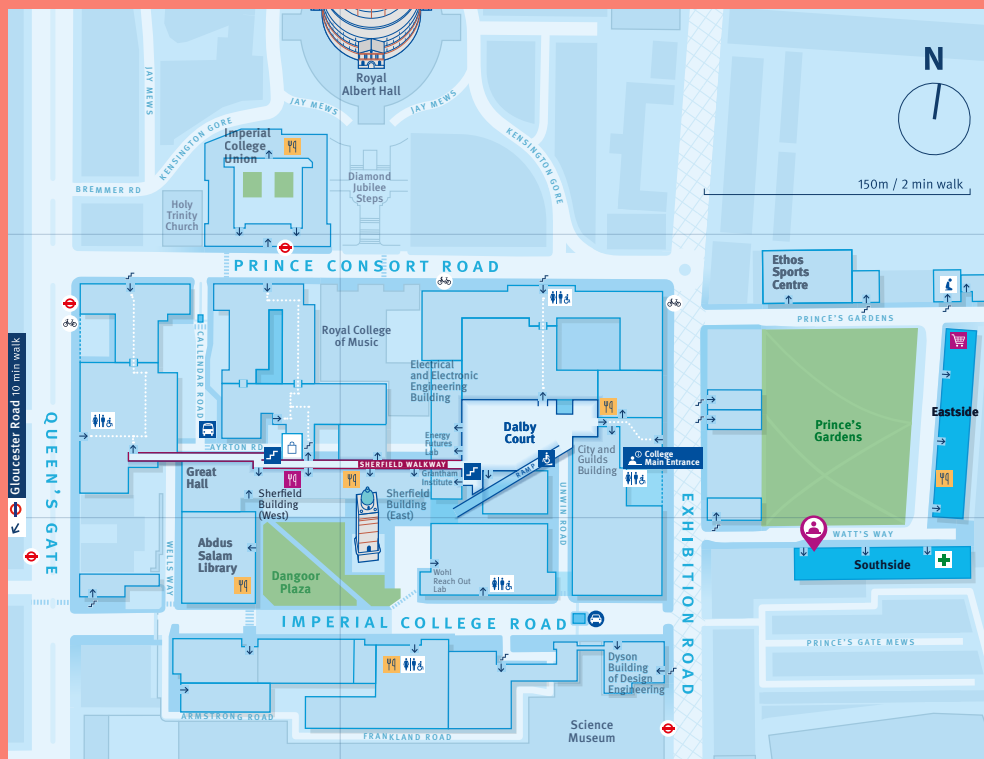 N
150m / 2 min walk
Royal
Albert Hall
JAY MEWS
JAY MEWS
JAY MEWS
KENSINGTON GORE
KENSINGTON GORE
Imperial
College
Union
BREMMER RD
Holy
Trinity
Church
Diamond
Jubilee
Steps
PRINCE CONSORT ROAD
Ethos
Sports
Centre
PRINCE'S GARDENS
Royal College
of Music
CALLENDAR ROAD
Electrical
and Electronic
Engineering
Building
Gloucester Road 10 min walk
QUEEN'S GATE
Eastside
Prince's
Gardens
Dalby
Court
Energy
Futures
Lab
AYRTON RD
SHERFIELD WALKWAY
City and
Guilds
Building
College
Main Entrance
RAMP
Grantham
Institute
Great
Hall
Sherfield
Building
(West)
Sherfield
Building
(East)
UNWIN ROAD
EXHIBITION ROAD
WATT'S WAY
Southside
WELLS WAY
Abdus
Salam
Library
Dangoor
Plaza
Wohl
Reach Out
Lab
IMPERIAL COLLEGE ROAD
PRINCE'S GATE MEWS
Dyson
Building
of Design
Engineering
ARMSTRONG ROAD
FRANKLAND ROAD
Science
Museum